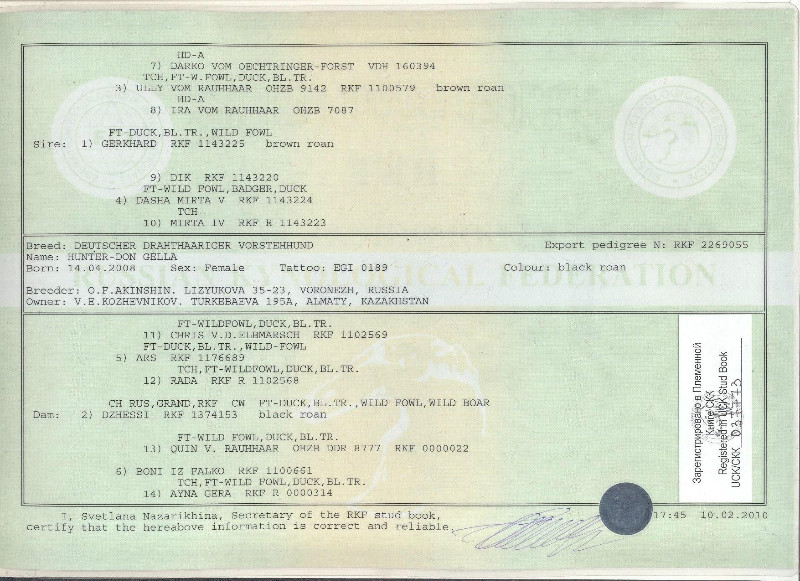 HD-A
7) DARKO VOM OECHTRINGER-FORST VDH 160394
TCH,FT-W.FOWL,DUCK,BL.TR.
3) ULLY VOM RAUHHAAR OHZB 9142 RKF 1100579 brown roan
HD-A
8) IRA VOM RAUHHAAR OHZB 7087
FT-DUCK,BL.TR.,WILD FOWL
Sire: 1) GERKHARD RKF 1143225 brown roan
9) DIK RKF 1143220
FT-WILD FOWL,BADGER,DUCK
4) DASHA MIRTA V RKF 1143224
TCH
10) MIRTA IV RKF R 1143223
Breed: DEUTSCHER DRAHTHAARIGER VORSTEHHUND Export pedigree N: RKF 2269055
Name: HUNTER-DON GELLA
Born: 14.04.2008 Sex: Female Tattoo: EGI 0189 Colour: black roan
Breeder: O.F.AKINSHIN. LIZYUKOVA 35-23, VORONEZH, RUSSIA
Owner: V.E.KOZHEVNIKOV. TURKEBAEVA 195A, ALMATY, KAZAKHSTAN
FT-WILDFOWL,DUCK,BL.TR.
11) CHRIS V.D.ELBMARSCH RKF 1102569
FT-DUCK,BL.TR.,WILD-FOWL
5) ARS RKF 1176689
TCH,FT-WILDFOWL,DUCK,BL.TR.
12) RADA RKF R 1102568
CH RUS,GRAND,RKF CW FT-DUCK,BL.TR.,WILD FOWL,WILD BOAR
Dam: 2) DZHESSI RKF 1374153 black roan
FT-WILD FOWL,DUCK,BL.TR.
13) QUIN V. RAUHHAAR OHZB DDR 8777 RKF 0000022
6) BONI IZ FALKO RKF 1100661
TCH,FT-WILD FOWL,DUCK,BL.TR.
14) AYNA GERA RKF R 0000314
Зарегистрировано в Племенной
Книге СКК
Registered in UCK Stud Book
UCK/СКК
I, Svetlana Nazarikhina, Secretary of the RKF stud book,
certify that the hereabove information is correct and reliable.
17:45 10.02.2010